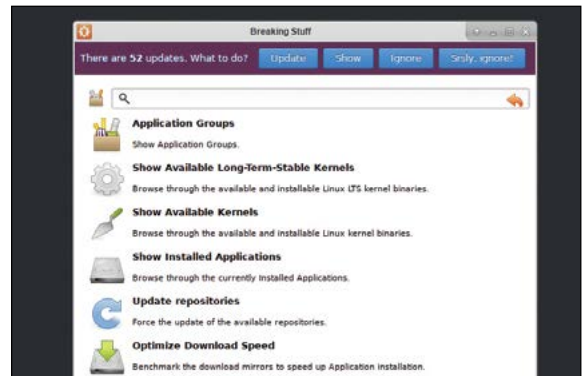 Breaking Stuff
There are 52 updates. What to do? Update Show Ignore Srsly, ignore!
Application Groups
Show Application Groups.
Show Available Long-Term-Stable Kernels
Browse through the available and installable Linux LTS kernel binaries.
Show Available Kernels
Browse through the available and installable Linux kernel binaries.
Show Installed Applications
Browse through the currently Installed Applications.
Update repositories
Force the update of the available repositories.
Optimize Download Speed
Benchmark the download mirrors to speed up Application installation.